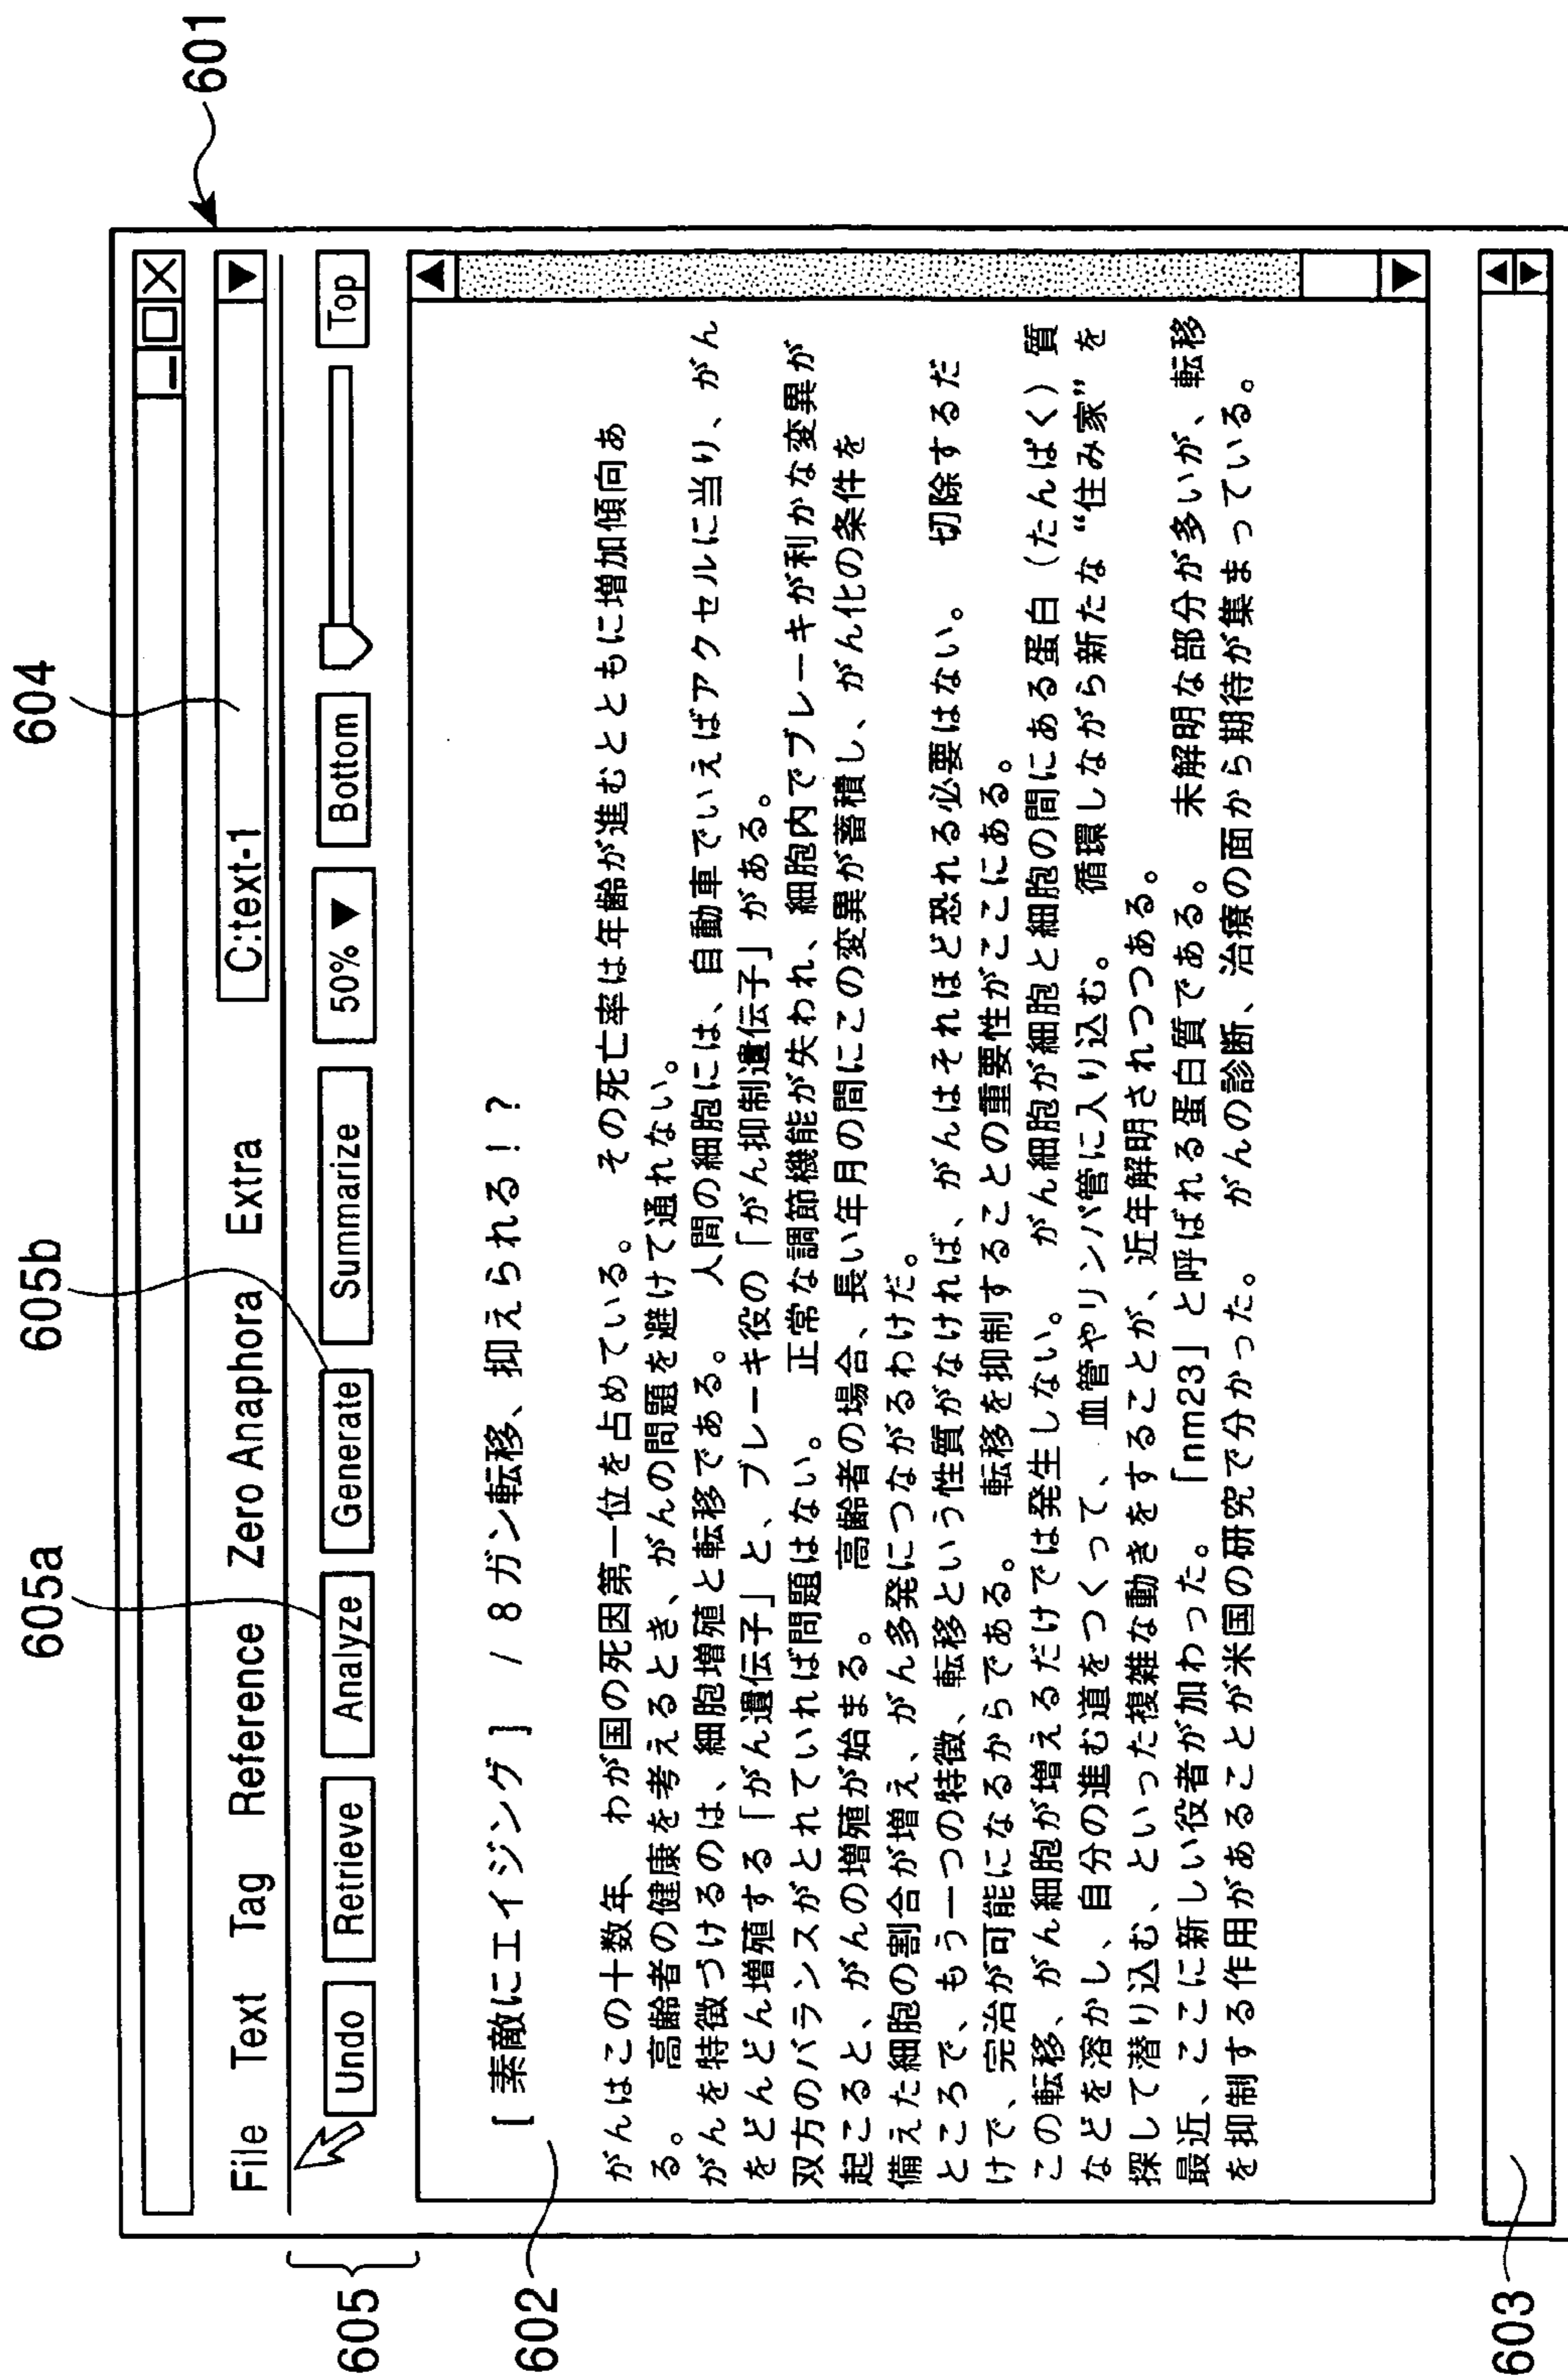 601
604
605b
605a
File Text Tag Reference Zero Anaphora Extra C:text-1
Undo Retrieve Analyze Generate Summarize 50% ▼ Bottom Top
605
602
[素敵にエイジング] /8ガン転移、抑えられる！？
がんはこの十数年、わが国の死因第一位を占めている。 その死亡率は年齢が進むとともに増加傾向あ
る。 高齢者の健康を考えるとき、がんの問題を避けて通れない。
がんを特徴づけるのは、細胞増殖と転移である。 人間の細胞には、自動車でいえばアクセルに当り、がん
をどんどん増殖する「がん遺伝子」と、ブレーキ役の「がん抑制遺伝子」がある。
双方のバランスがとれていれば問題はない。 正常な調節機能が失われ、細胞内でブレーキが利かな変異が
起こると、がんの増殖が始まる。 高齢者の場合、長い年月の間にこの変異が蓄積し、がん化の条件を
備えた細胞の割合が増え、がん多発につながるわけだ。
ところで、もう一つの特徴、転移という性質がなければ、がんはそれほど恐れる必要はない。 切除するだ
けで、完治が可能になるからである。 転移を抑制することの重要性がここにある。
この転移、がん細胞が増えるだけでは発生しない。 がん細胞が細胞と細胞の間にある蛋白（たんぱく）質
などを溶かし、自分の進む道をつくって、血管やリンパ管に入り込む。 循環しながら新たな“住み家”を
探して潜り込む、といった複雑な動きをすることが、近年解明されつつある。
最近、ここに新しい役者が加わった。「nm23」と呼ばれる蛋白質である。 未解明な部分が多いが、転移
を抑制する作用があることが米国の研究で分かった。 がんの診断、治療の面から期待が集まっている。
603